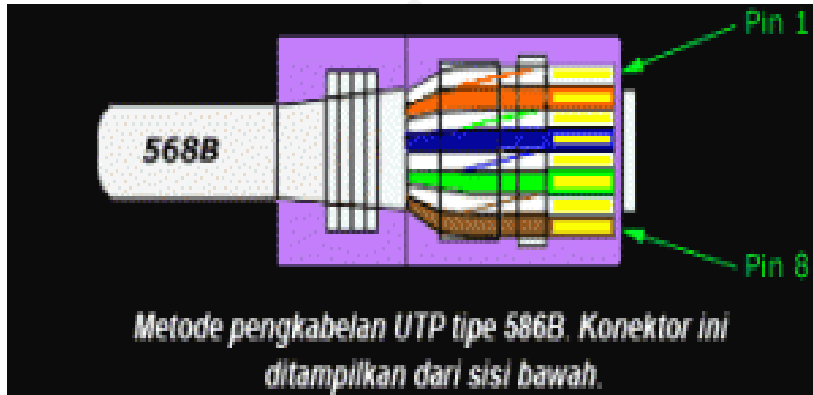 Pin 1
568B
Pin 8
Metode pengkabelan UTP tipe 586B. Konektor ini
ditampilkan dari sisi bawah.